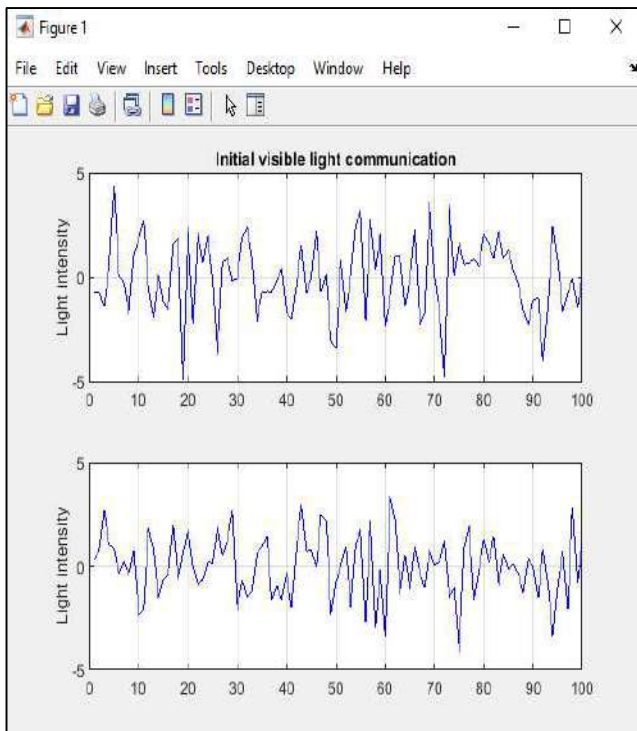 Figure 1
File Edit View Insert Tools Desktop Window Help
Initial visible light communication
Light intensity
5
0
-5
0 10 20 30 40 50 60 70 80 90 100
Light intensity
5
0
-5
0 10 20 30 40 50 60 70 80 90 100